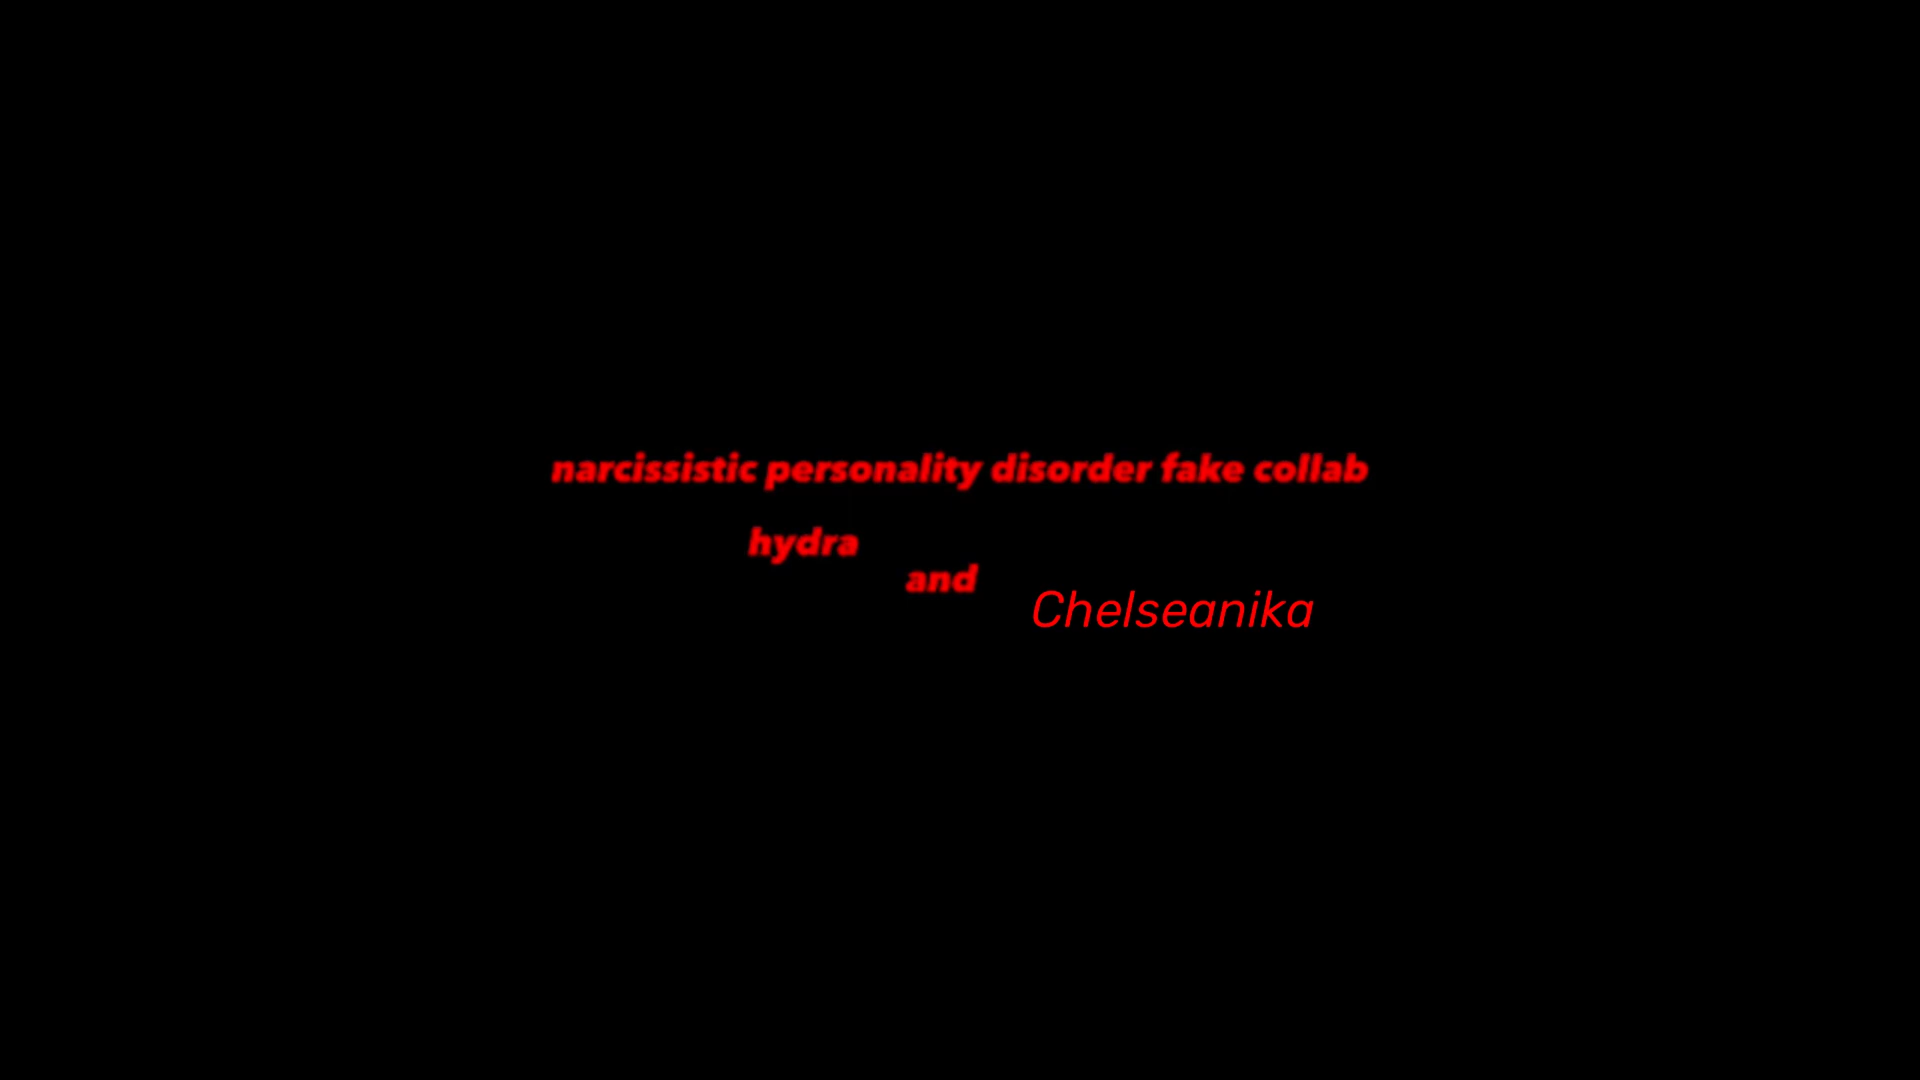 narcissistic personality disorder fake collab
hydra
and
Chelseanika